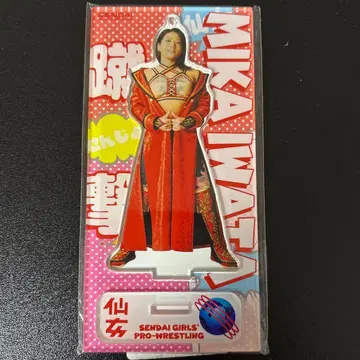 蹴撃
MIKA IWATA
仙女
SENDAI GIRLS'
PRO-WRESTLING